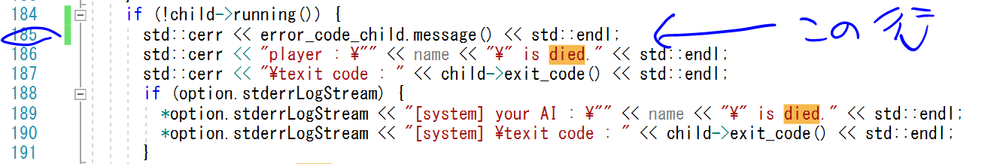 184 if (!child->running()) {
185 std::cerr << error_code_child.message() << std::endl; この行
186 std::cerr << "player : ¥"" << name << "¥" is died." << std::endl;
187 std::cerr << "¥texit code : " << child->exit_code() << std::endl;
188 if (option.stderrLogStream) {
189 *option.stderrLogStream << "[system] your AI : ¥"" << name << "¥" is died." << std::endl;
190 *option.stderrLogStream << "[system] ¥texit code : " << child->exit_code() << std::endl;
191 }